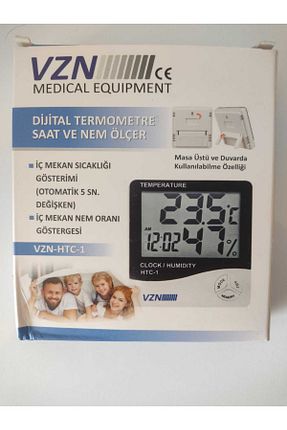 VZN CE
MEDICAL EQUIPMENT
DİJİTAL TERMOMETRE
SAAT VE NEM ÖLÇER
İÇ MEKAN SICAKLIĞI
GÖSTERİMİ
(OTOMATİK 5 SN.
DEĞİŞKEN)
İÇ MEKAN NEM ORANI
GÖSTERGESİ
VZN-HTC-1
Masa Üstü ve Duvarda
Kullanılabilme Özelliği
TEMPERATURE
23.5°C
AM
12:02 47%
CLOCK / HUMIDITY
HTC-1
VZN
MODE